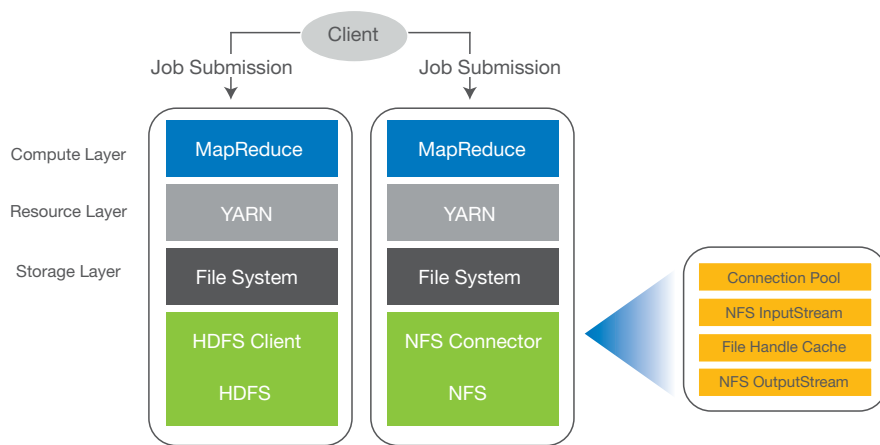 Client
Job Submission
Job Submission
Compute Layer
MapReduce
MapReduce
Resource Layer
YARN
YARN
Storage Layer
File System
File System
HDFS Client
HDFS
NFS Connector
NFS
Connection Pool
NFS InputStream
File Handle Cache
NFS OutputStream